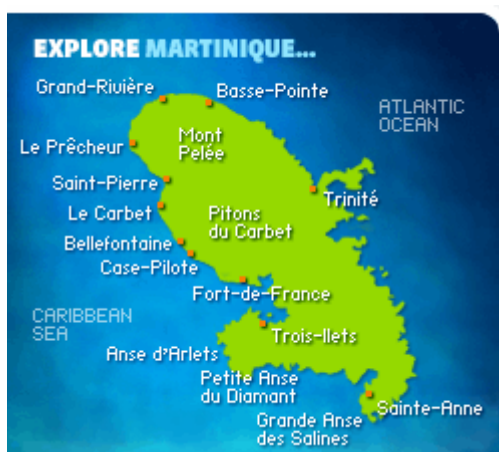 EXPLORE MARTINIQUE...
Grand-Rivière
Basse-Pointe
ATLANTIC
OCEAN
Le Prêcheur
Mont
Pelée
Saint-Pierre
Trinité
Le Carbet
Pitons
du Carbet
Bellefontaine
Case-Pilote
Fort-de-France
CARIBBEAN
SEA
Trois-Ilets
Anse d'Arlets
Petite Anse
du Diamant
Sainte-Anne
Grande Anse
des Salines